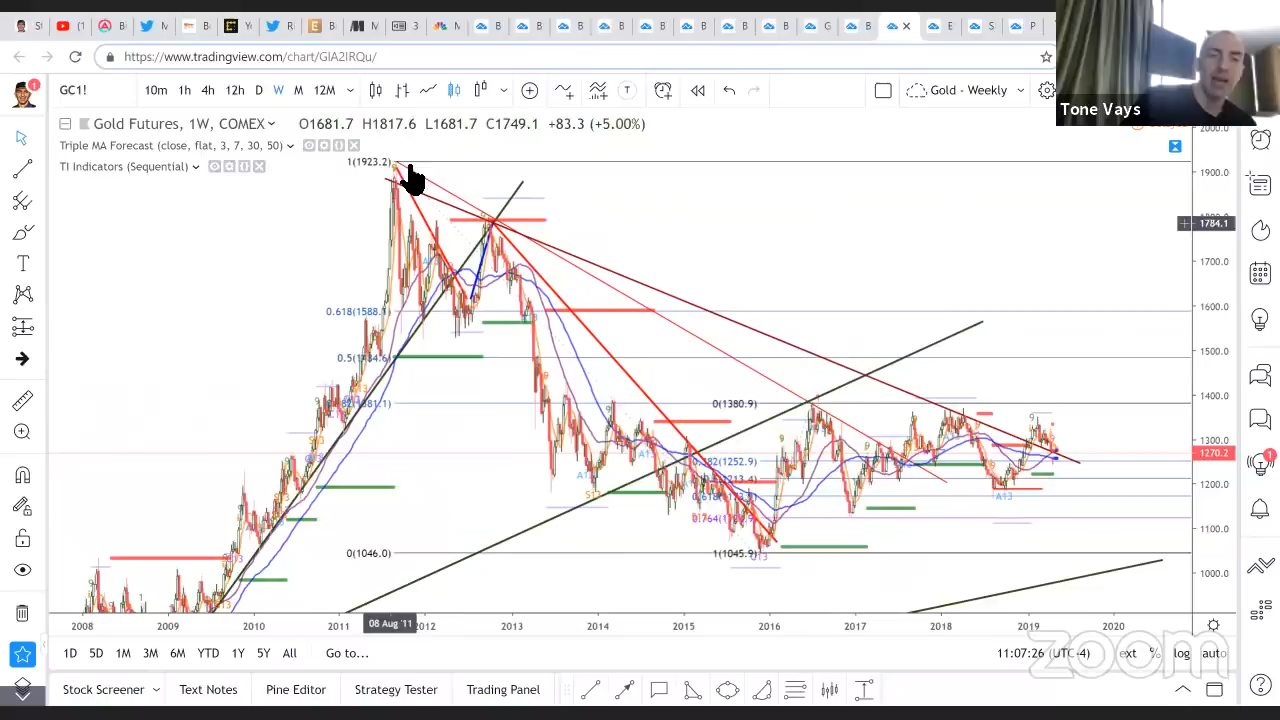 https://www.tradingview.com/chart/GIA2IRQu/
Tone Vays
GC1!
10m 1h 4h 12h D W M 12M
Gold - Weekly
Gold Futures, 1W, COMEX O1681.7 H1817.6 L1681.7 C1749.1 +83.3 (+5.00%)
Triple MA Forecast (close, flat, 3, 7, 30, 50)
TI Indicators (Sequential)
1(1923.2)
0.618(1588.1)
0(1380.9)
0.382(1252.9)
0(1046.0)
1(1045.9)
A13
2000.0
1900.0
1784.1
1700.0
1600.0
1500.0
1400.0
1300.0
1270.2
1200.0
1100.0
1000.0
2008 2009 2010 2011 08 Aug '11 2012 2013 2014 2015 2016 2017 2018 2019 2020
1D 5D 1M 3M 6M YTD 1Y 5Y All Go to...
11:07:26 (UTC-4) ext % log auto
zoom
Stock Screener Text Notes Pine Editor Strategy Tester Trading Panel